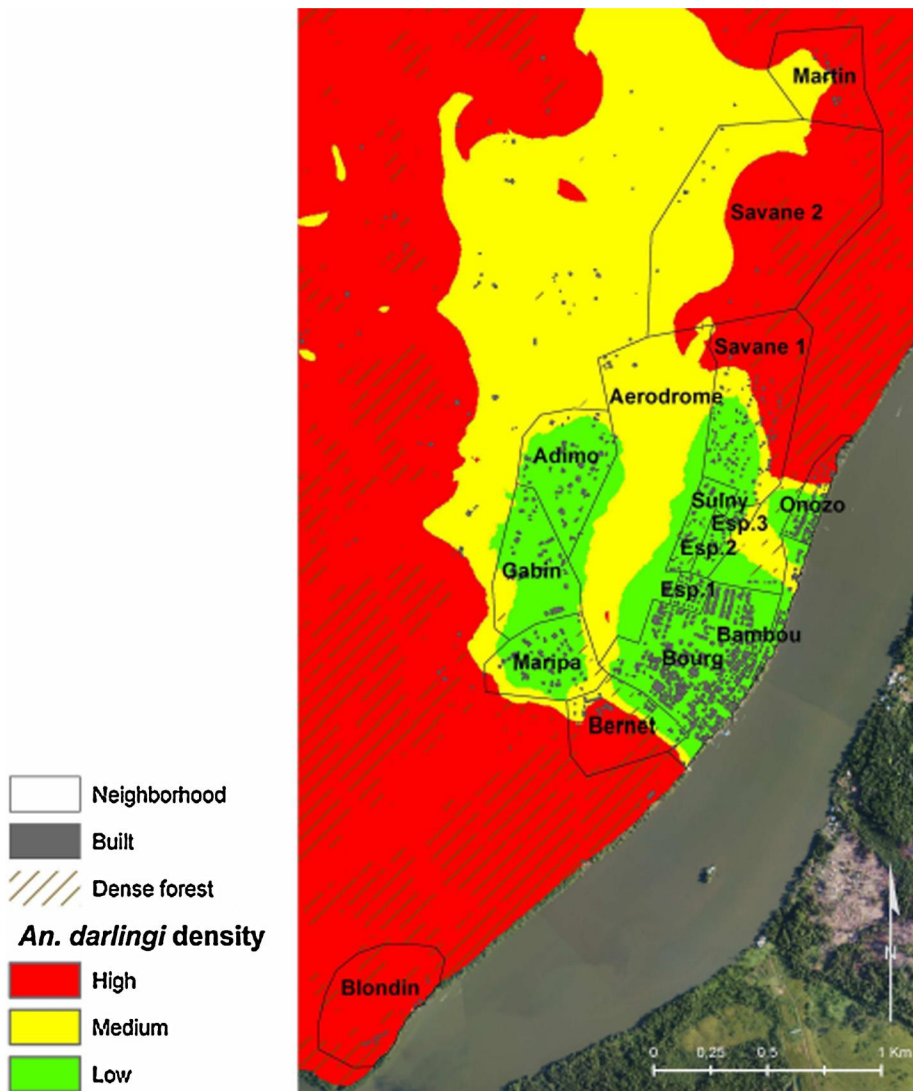 Martin
Savane 2
Savane 1
Aerodrome
Adimo
Sulny
Onozo
Esp.3
Esp.2
Gabin
Esp.1
Bambou
Maripa
Bourg
Bernet
Blondin
Neighborhood
Built
Dense forest
An. darlingi density
High
Medium
Low
N
0 0,25 0,5 1 Km